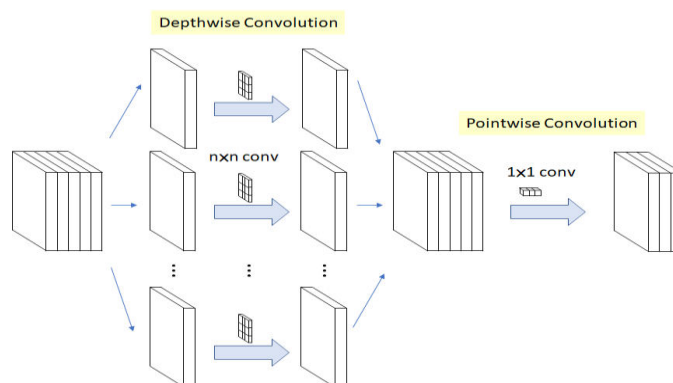 Depthwise Convolution
Pointwise Convolution
n×n conv
1×1 conv